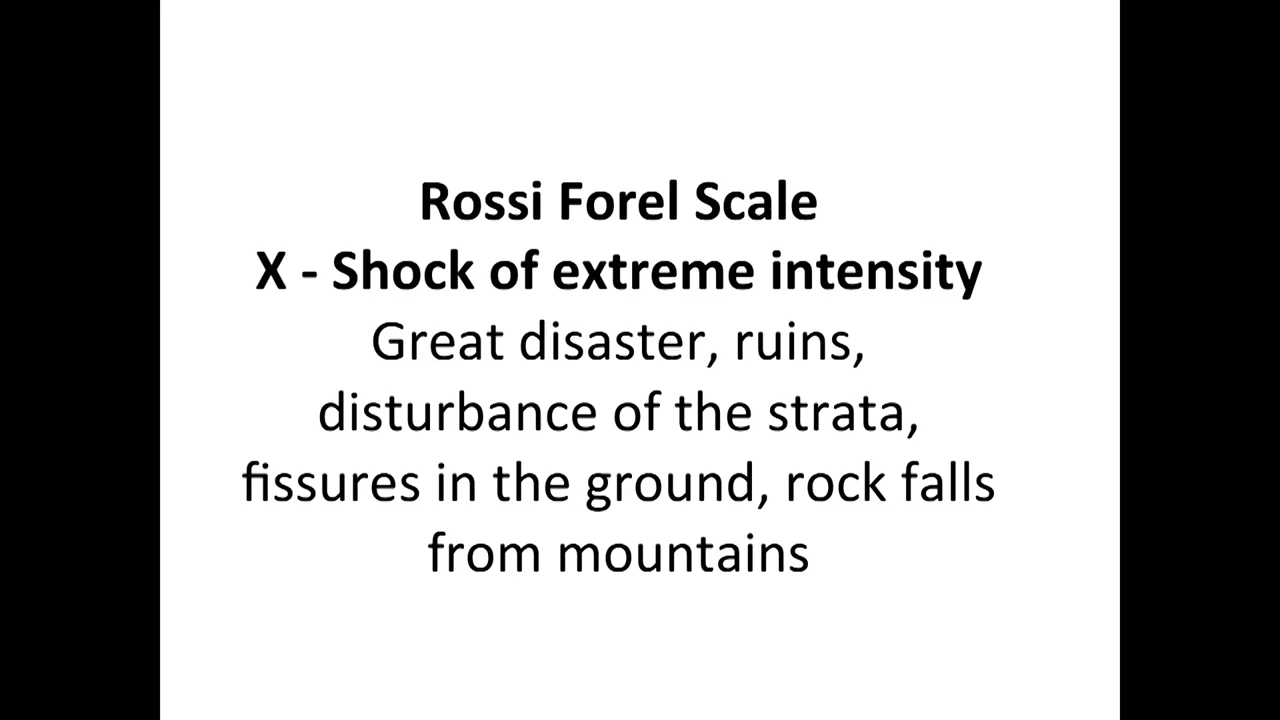 Rossi Forel Scale
X - Shock of extreme intensity
Great disaster, ruins,
disturbance of the strata,
fissures in the ground, rock falls
from mountains